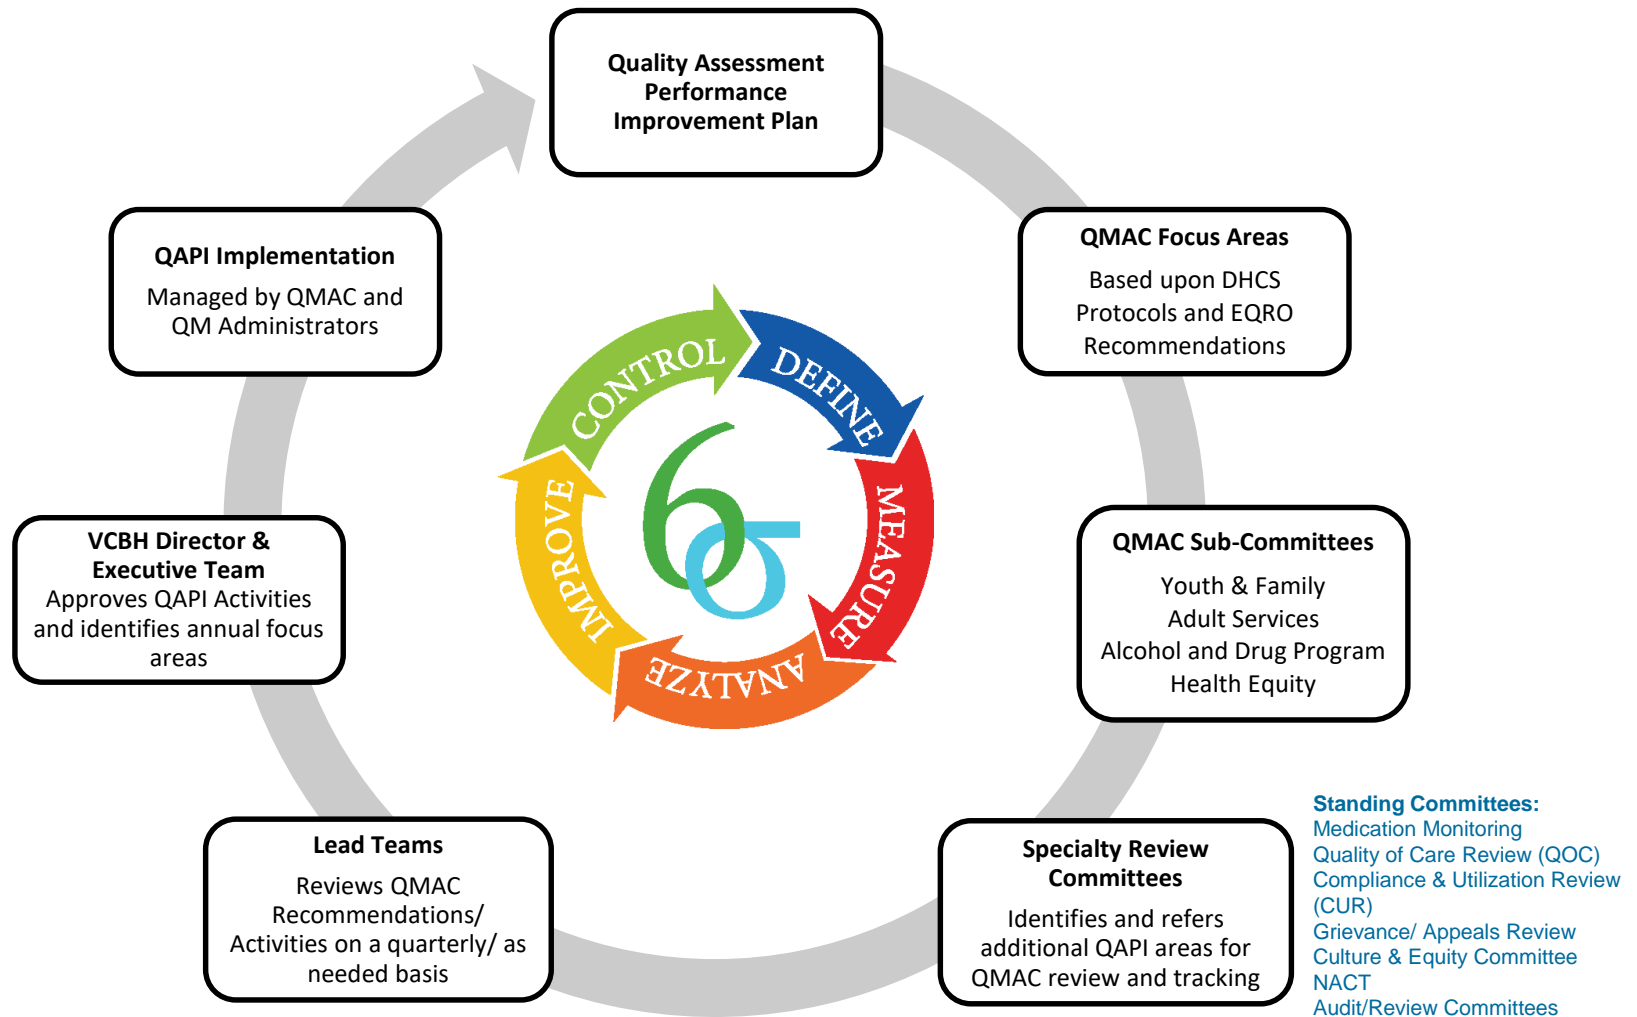 Quality Assessment
Performance
Improvement Plan
QMAC Focus Areas
Based upon DHCS
Protocols and EQRO
Recommendations
QMAC Sub-Committees
Youth & Family
Adult Services
Alcohol and Drug Program
Health Equity
Specialty Review
Committees
Identifies and refers
additional QAPI areas for
QMAC review and tracking
Standing Committees:
Medication Monitoring
Quality of Care Review (QOC)
Compliance & Utilization Review
(CUR)
Grievance/ Appeals Review
Culture & Equity Committee
NACT
Audit/Review Committees
Lead Teams
Reviews QMAC
Recommendations/
Activities on a quarterly/ as
needed basis
VCBH Director &
Executive Team
Approves QAPI Activities
and identifies annual focus
areas
QAPI Implementation
Managed by QMAC and
QM Administrators
DEFINE
MEASURE
ANALYZE
IMPROVE
CONTROL
6σ